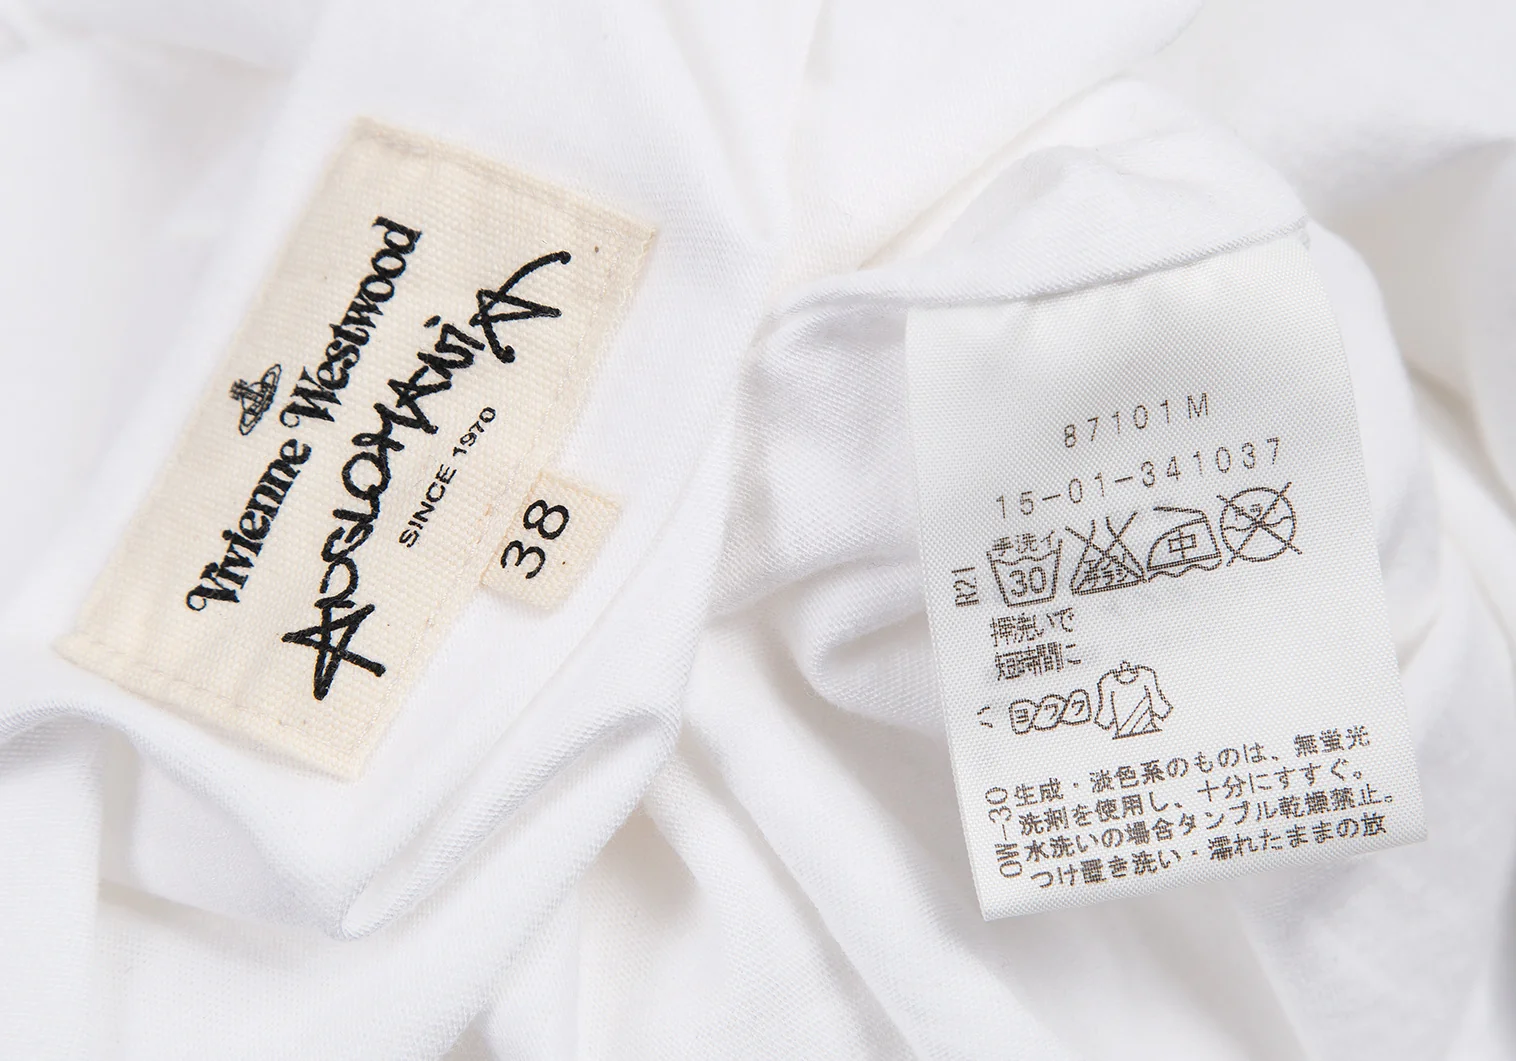 Vivienne Westwood
ANGLOMANIA
SINCE 1970
38
87101M
15-01-341037
R21
手洗イ
30
中
押洗いで
短時間に
ヨワク
OW-30
生成・淡色系のものは、無蛍光
洗剤を使用し、十分にすすぐ。
水洗いの場合タンブル乾燥禁止。
つけ置き洗い・濡れたままの放